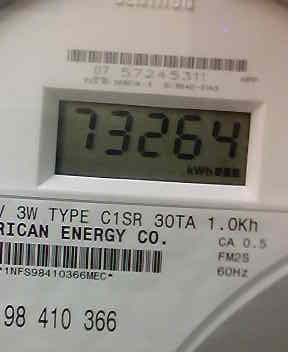 07 57245311
73264
kWh
V 3W TYPE C1SR 30TA 1.0Kh
RICAN ENERGY CO.
CA 0.5
FM2S
60Hz
*1NFS98410366MEC*
98 410 366